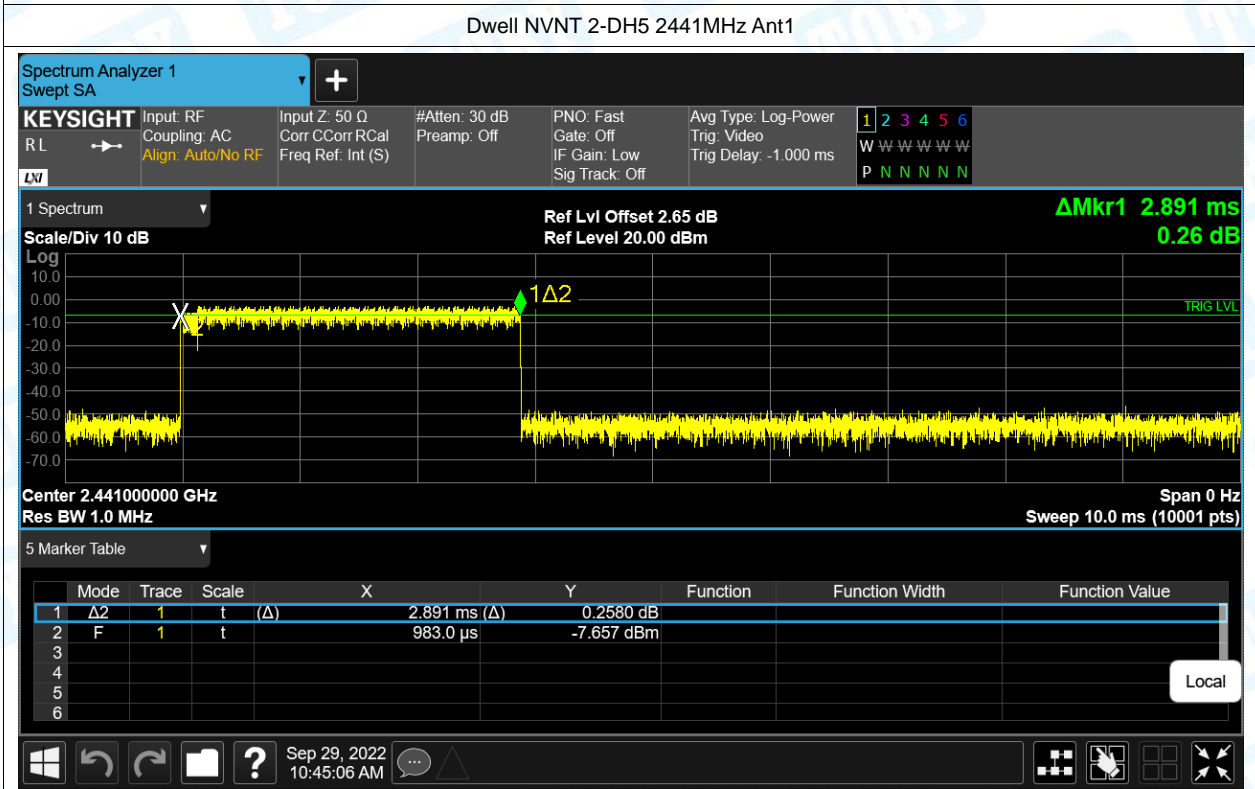 Dwell NVNT 2-DH5 2441MHz Ant1
Spectrum Analyzer 1
Swept SA
KEYSIGHT
RL
LXI
Input: RF
Coupling: AC
Align: Auto/No RF
Input Z: 50 Ω
Corr CCorr RCal
Freq Ref: Int (S)
#Atten: 30 dB
Preamp: Off
PNO: Fast
Gate: Off
IF Gain: Low
Sig Track: Off
Avg Type: Log-Power
Trig: Video
Trig Delay: -1.000 ms
1 2 3 4 5 6
W W W W W W
P N N N N N
1 Spectrum
Scale/Div 10 dB
Ref Lvl Offset 2.65 dB
Ref Level 20.00 dBm
ΔMkr1 2.891 ms
0.26 dB
Log
10.0
0.00
-10.0
-20.0
-30.0
-40.0
-50.0
-60.0
-70.0
1Δ2
TRIG LVL
Center 2.441000000 GHz
Res BW 1.0 MHz
Span 0 Hz
Sweep 10.0 ms (10001 pts)
5 Marker Table
Mode Trace Scale X Y Function Function Width Function Value
1 Δ2 1 t (Δ) 2.891 ms (Δ) 0.2580 dB
2 F 1 t 983.0 µs -7.657 dBm
3
4
5
6
Local
?
Sep 29, 2022
10:45:06 AM